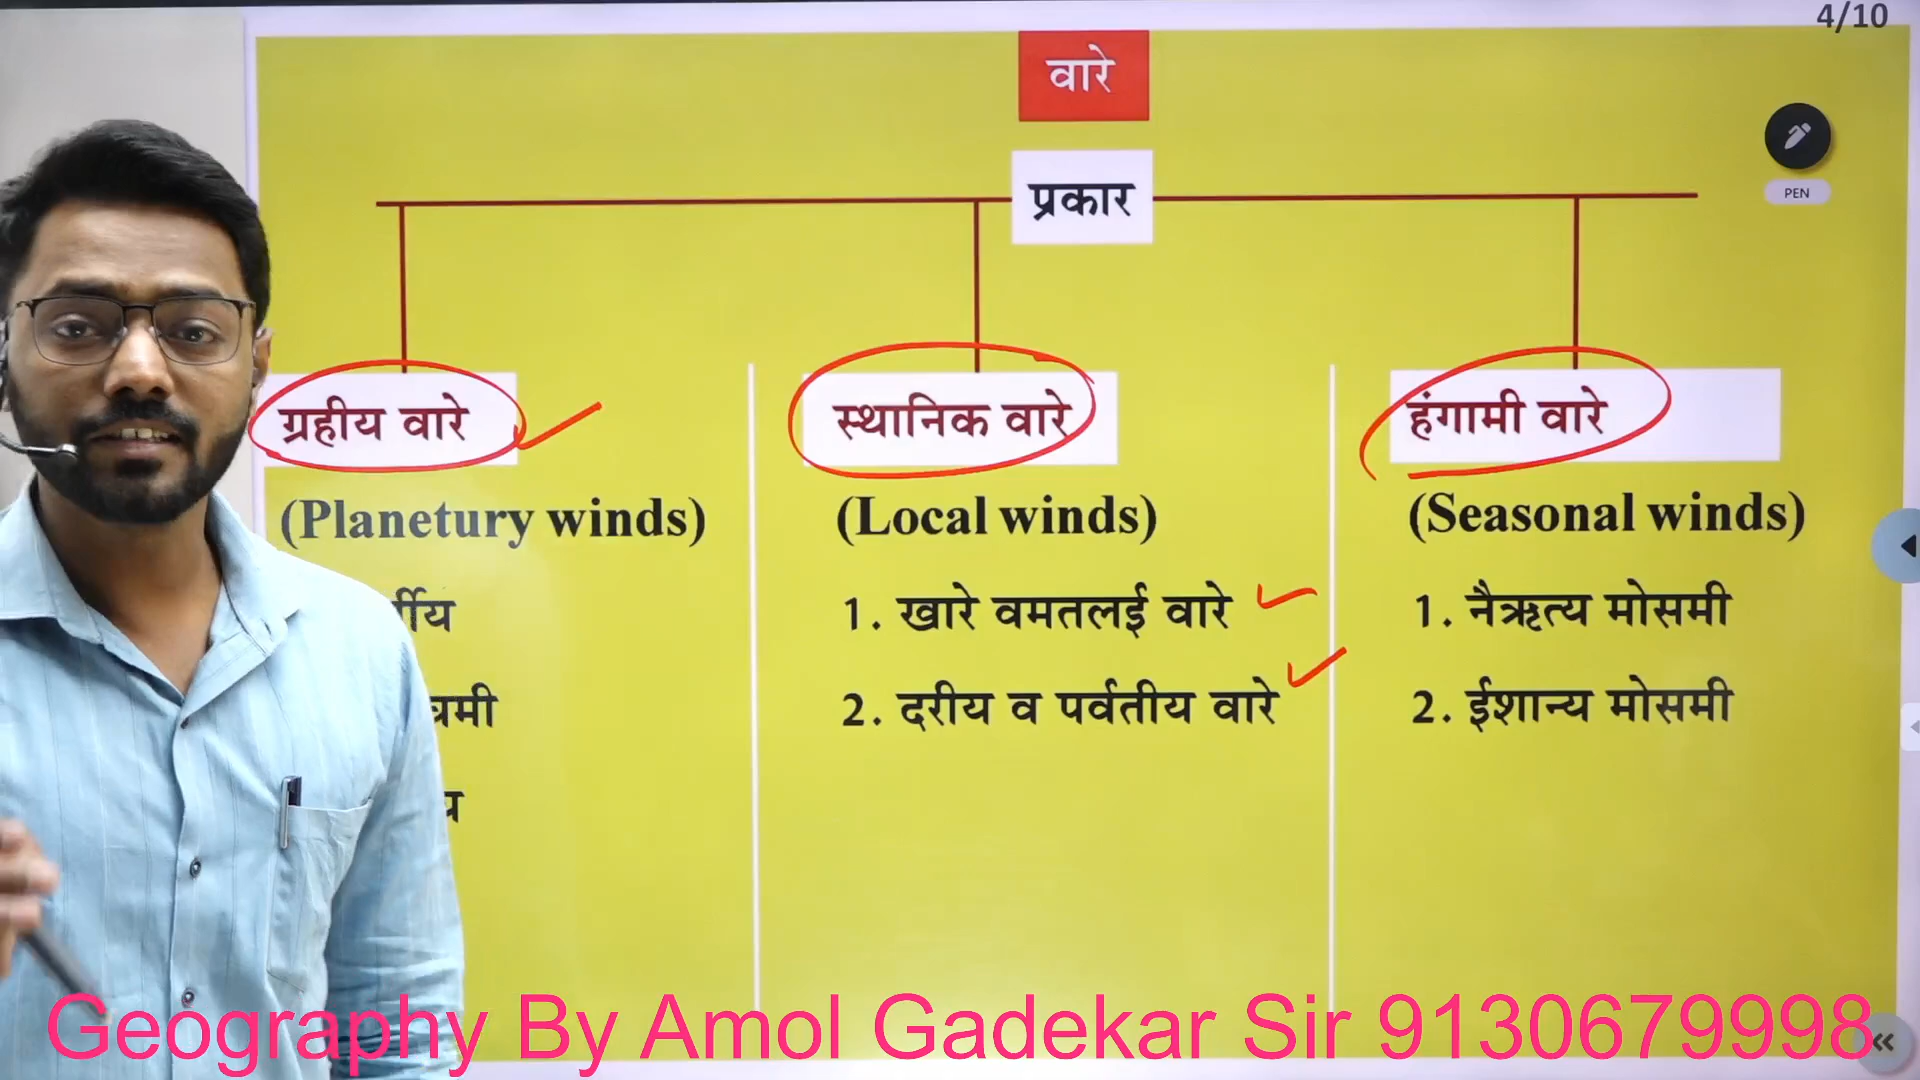 4/10
वारे
प्रकार
PEN
ग्रहीय वारे
(Planetury winds)
स्थानिक वारे
(Local winds)
1. खारे वमतलई वारे
2. दरीय व पर्वतीय वारे
हंगामी वारे
(Seasonal winds)
1. नैऋत्य मोसमी
2. ईशान्य मोसमी
Geography By Amol Gadekar Sir 9130679998